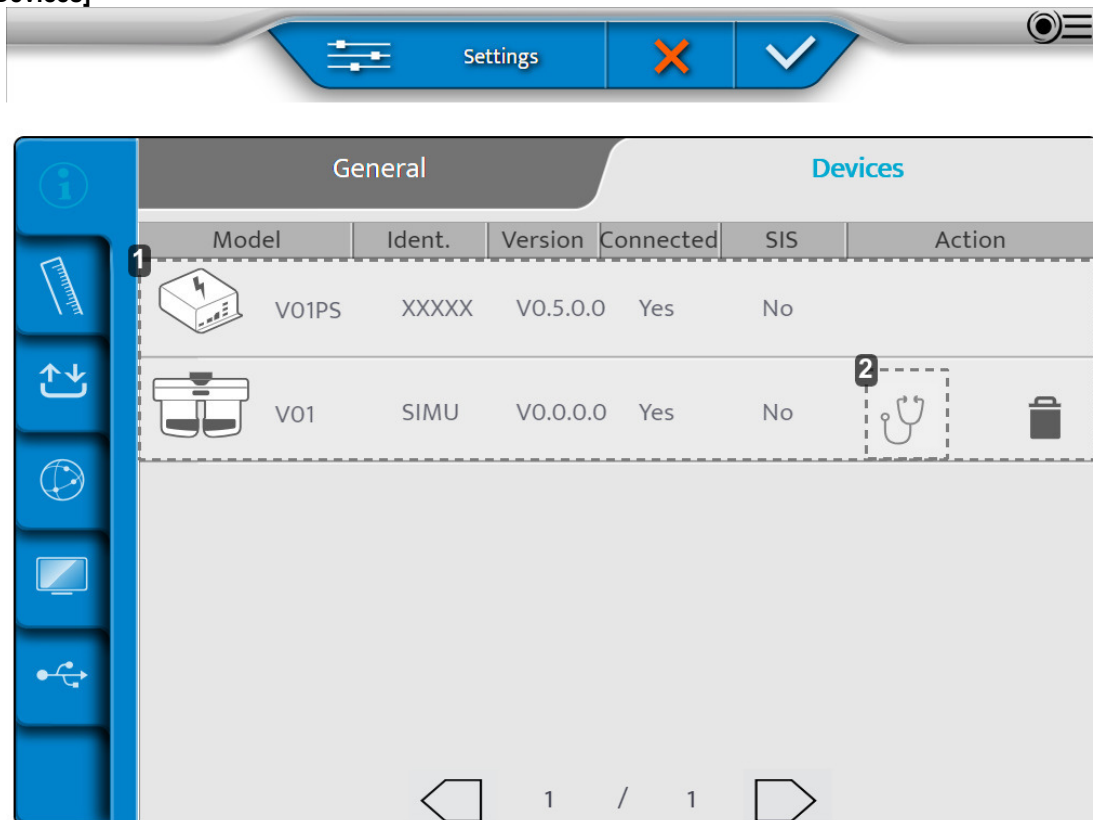 Devices]
Settings
General Devices
Model Ident. Version Connected SIS Action
1
V01PS XXXXX V0.5.0.0 Yes No
2
V01 SIMU V0.0.0.0 Yes No
1 / 1